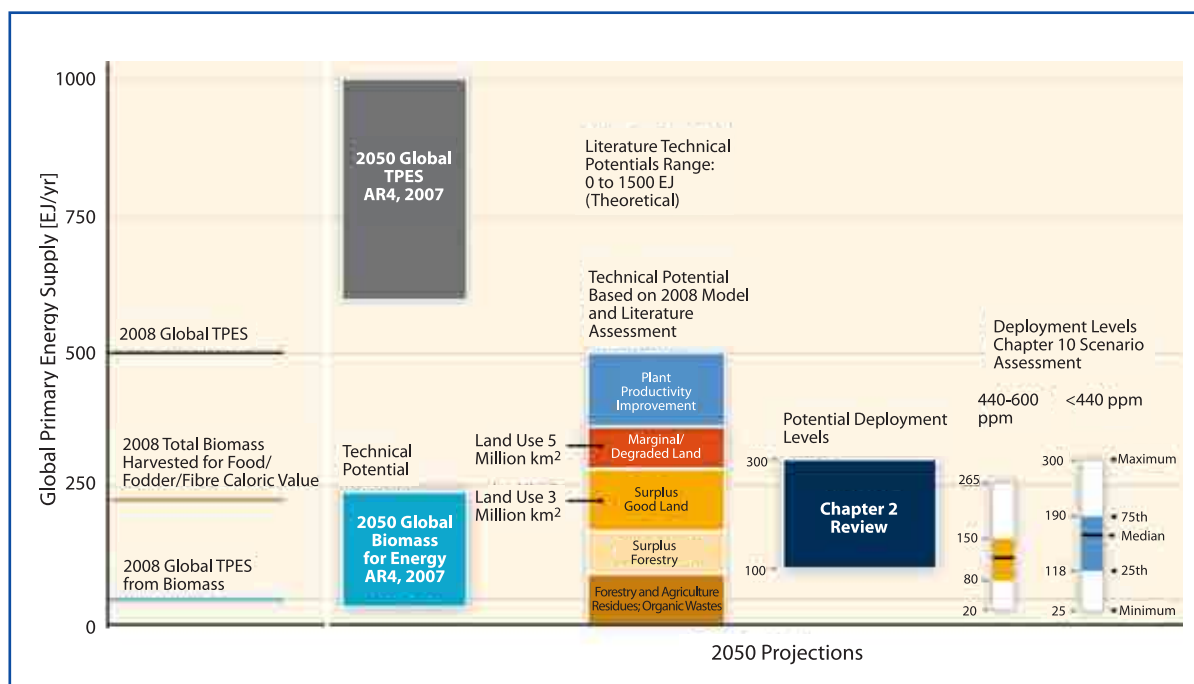 Global Primary Energy Supply [EJ/yr]
1000
750
500
250
0
2008 Global TPES
2008 Total Biomass
Harvested for Food/
Fodder/Fibre Caloric Value
2008 Global TPES
from Biomass
2050 Global
TPES
AR4, 2007
Technical
Potential
2050 Global
Biomass
for Energy
AR4, 2007
Literature Technical
Potentials Range:
0 to 1500 EJ
(Theoretical)
Technical Potential
Based on 2008 Model
and Literature
Assessment
Plant
Productivity
Improvement
Land Use 5
Million km²
Marginal/
Degraded Land
Land Use 3
Million km²
Surplus
Good Land
Surplus
Forestry
Forestry and Agriculture
Residues; Organic Wastes
Potential Deployment
Levels
300
100
Chapter 2
Review
Deployment Levels
Chapter 10 Scenario
Assessment
440-600
ppm
<440 ppm
265
150
80
20
300
190
118
25
Maximum
75th
Median
25th
Minimum
2050 Projections